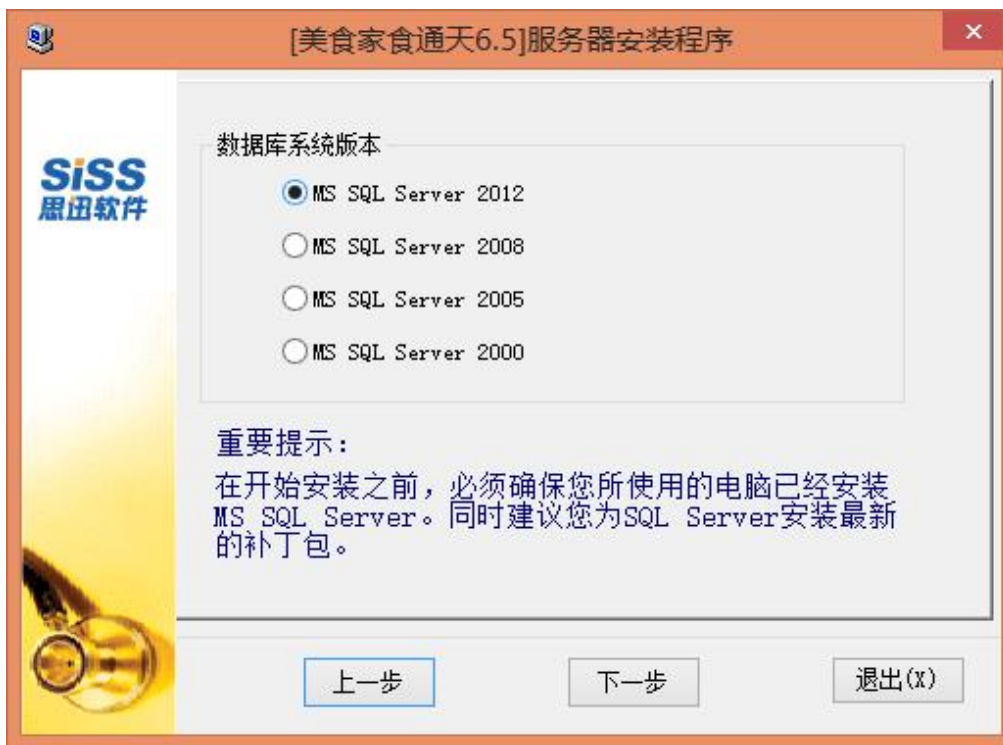 [美食家食通天6.5]服务器安装程序
SiSS
思迅软件
数据库系统版本
MS SQL Server 2012
MS SQL Server 2008
MS SQL Server 2005
MS SQL Server 2000
重要提示：
在开始安装之前，必须确保您所使用的电脑已经安装
MS SQL Server。同时建议您为SQL Server安装最新
的补丁包。
上一步
下一步
退出(X)